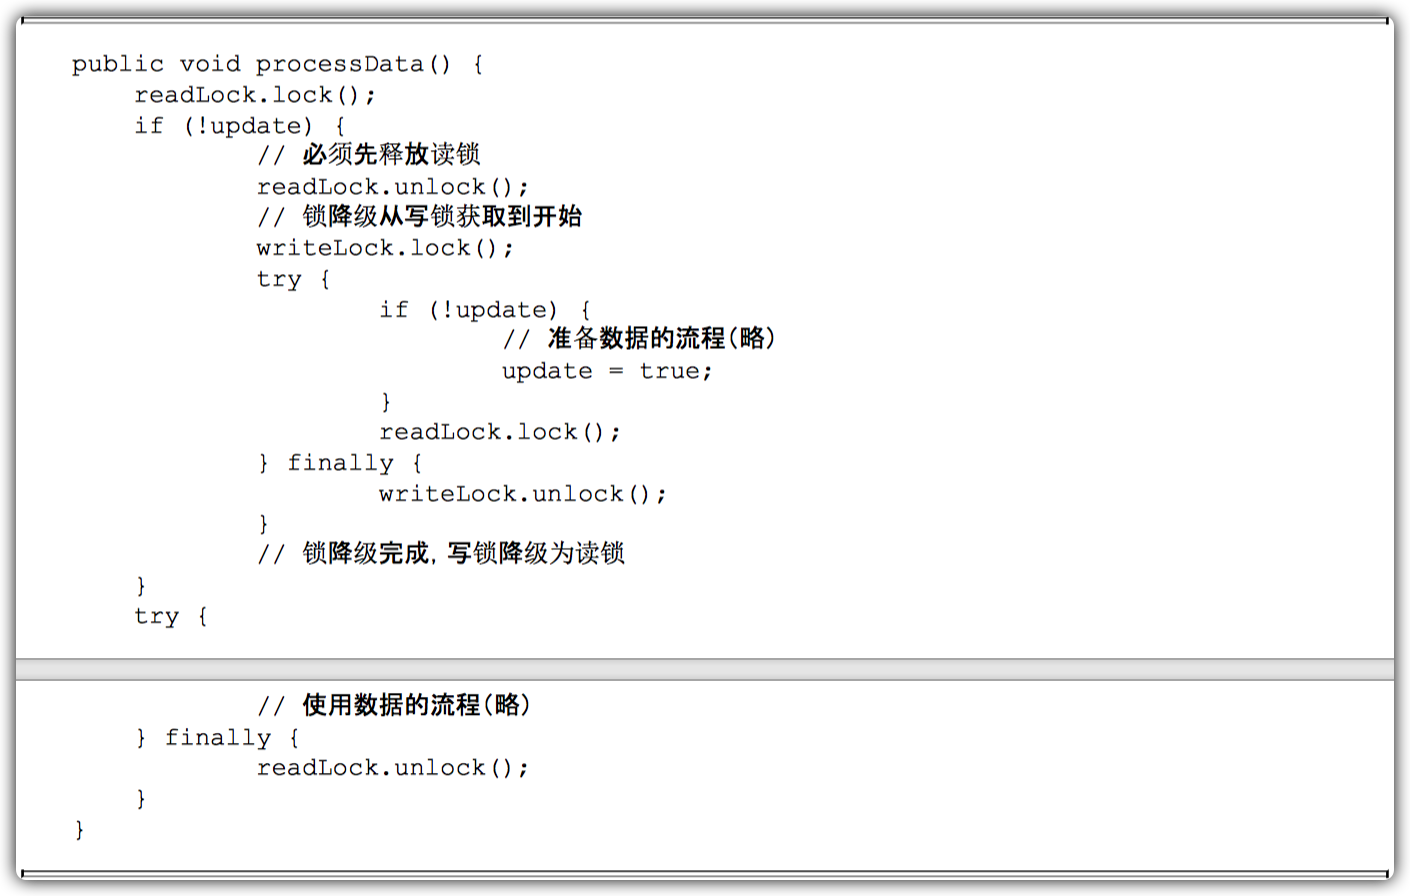 public void processData() {
readLock.lock();
if (!update) {
// 必须先释放读锁
readLock.unlock();
// 锁降级从写锁获取到开始
writeLock.lock();
try {
if (!update) {
// 准备数据的流程(略)
update = true;
}
readLock.lock();
} finally {
writeLock.unlock();
}
// 锁降级完成, 写锁降级为读锁
}
try {
// 使用数据的流程(略)
} finally {
readLock.unlock();
}
}